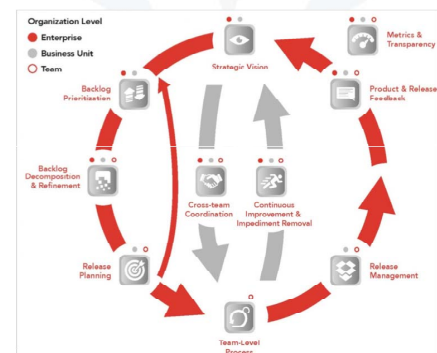 Organization Level
Enterprise
Business Unit
Team
Strategic Vision
Metrics &
Transparency
Backlog
Prioritization
Product & Release
Feedback
Backlog
Decomposition
& Refinement
Cross-team
Coordination
Continuous
Improvement &
Impediment Removal
Release
Planning
Release
Management
Team-Level
Process